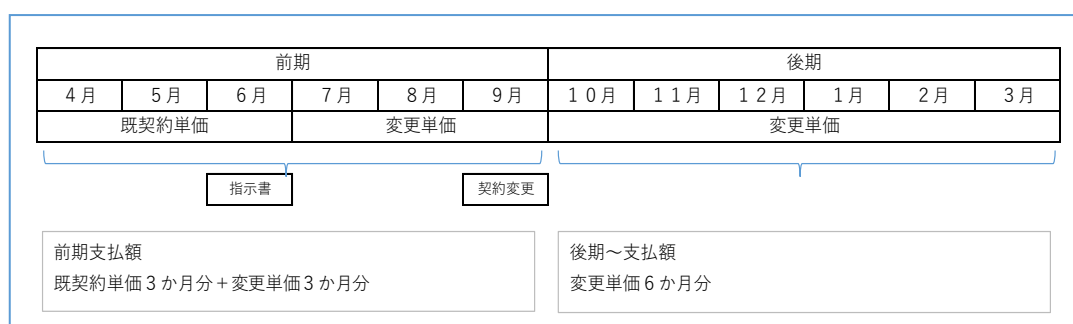 前期 後期
４月 ５月 ６月 ７月 ８月 ９月 １０月 １１月 １２月 １月 ２月 ３月
既契約単価 変更単価 変更単価
指示書 契約変更
前期支払額
既契約単価３か月分＋変更単価３か月分
後期～支払額
変更単価６か月分